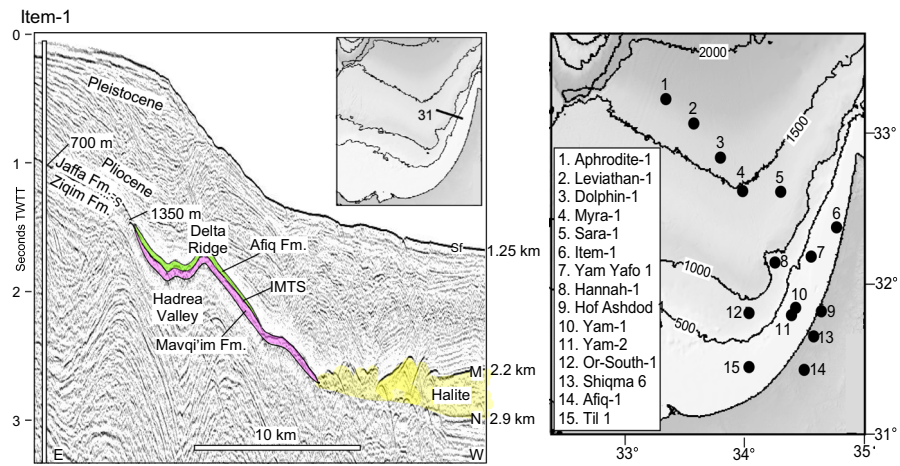 Item-1
0
1
2
3
Seconds TWTT
Pleistocene
700 m
Pliocene
Jaffa Fm.-S
Ziqim Fm.
1350 m
Delta
Ridge
Afiq Fm.
IMTS
Hadrea
Valley
Mavqi'im Fm.
Sf
1.25 km
M
2.2 km
Halite
N
2.9 km
10 km
E
W
31
2000
1500
1000
500
1
2
3
4
5
6
7
8
9
10
11
12
13
14
15
1. Aphrodite-1
2. Leviathan-1
3. Dolphin-1
4. Myra-1
5. Sara-1
6. Item-1
7. Yam Yafo 1
8. Hannah-1
9. Hof Ashdod
10. Yam-1
11. Yam-2
12. Or-South-1
13. Shiqma 6
14. Afiq-1
15. Til 1
33°
32°
31°
33°
34°
35'